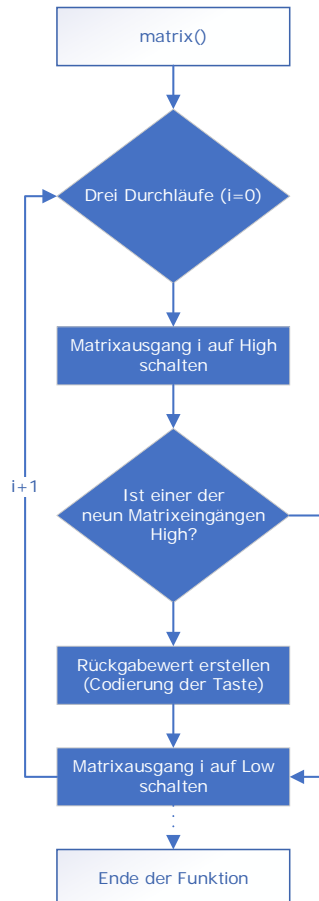 matrix()
Drei Durchläufe (i=0)
Matrixausgang i auf High
schalten
i+1
Ist einer der
neun Matrixeingängen
High?
Rückgabewert erstellen
(Codierung der Taste)
Matrixausgang i auf Low
schalten
Ende der Funktion